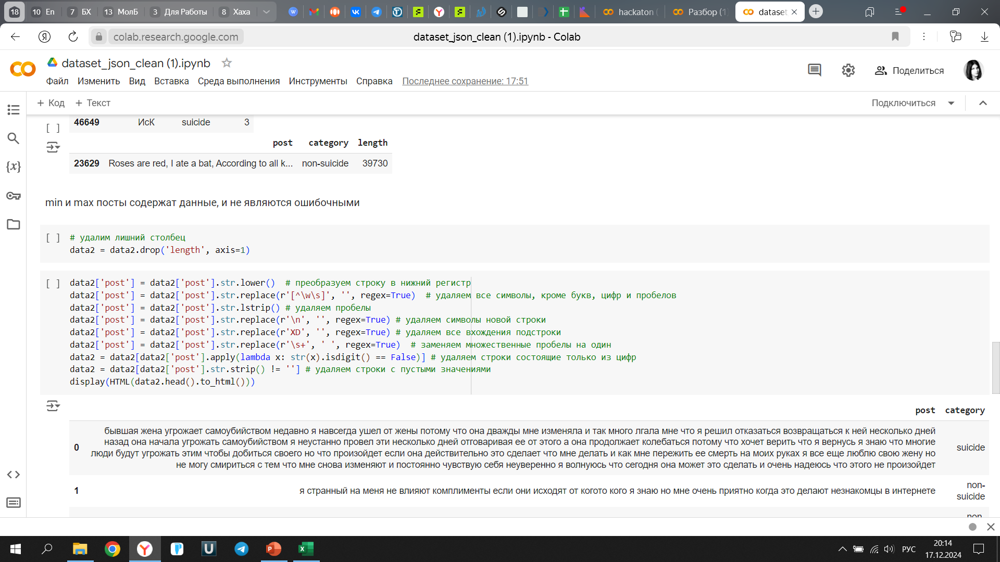 18
10 En
7 БХ
13 МолБ
3 Для Работы
8 Хаха
hackaton (
Разбор (1)
dataset
colab.research.google.com
dataset_json_clean (1).ipynb - Colab
dataset_json_clean (1).ipynb
Файл Изменить Вид Вставка Среда выполнения Инструменты Справка Последнее сохранение: 17:51
Поделиться
+ Код + Текст
Подключиться
[ ]
46649 ИсК suicide 3
post category length
23629 Roses are red, I ate a bat, According to all k... non-suicide 39730
min и max посты содержат данные, и не являются ошибочными
[ ] # удалим лишний столбец
data2 = data2.drop('length', axis=1)
[ ] data2['post'] = data2['post'].str.lower()  # преобразуем строку в нижний регистр
data2['post'] = data2['post'].str.replace(r'[^\w\s]', '', regex=True)  # удаляем все символы, кроме букв, цифр и пробелов
data2['post'] = data2['post'].str.lstrip() # удаляем пробелы
data2['post'] = data2['post'].str.replace(r'\n', '', regex=True) # удаляем символы новой строки
data2['post'] = data2['post'].str.replace(r'XD', '', regex=True) # удаляем все вхождения подстроки
data2['post'] = data2['post'].str.replace(r'\s+', ' ', regex=True)  # заменяем множественные пробелы на один
data2 = data2[data2['post'].apply(lambda x: str(x).isdigit() == False)] # удаляем строки состоящие только из цифр
data2 = data2[data2['post'].str.strip() != ''] # удаляем строки с пустыми значениями
display(HTML(data2.head().to_html()))
post category
бывшая жена угрожает самоубийством недавно я навсегда ушел от жены потому что она дважды мне изменяла и так много лгала мне что я решил отказаться возвращаться к ней несколько дней
назад она начала угрожать самоубийством я неустанно провел эти несколько дней отговаривая ее от этого а она продолжает колебаться потому что хочет верить что я вернусь я знаю что многие
0 suicide
люди будут угрожать этим чтобы добиться своего но что произойдет если она действительно это сделает что мне делать и как мне пережить ее смерть на моих руках я все еще люблю свою жену но
не могу смириться с тем что мне снова изменяют и постоянно чувствую себя неуверенно я волнуюсь что сегодня она может это сделать и очень надеюсь что этого не произойдет
1 я странный на меня не влияют комплименты если они исходят от когото кого я знаю но мне очень приятно когда это делают незнакомцы в интернете non-
suicide
non-
РУС
20:14
17.12.2024